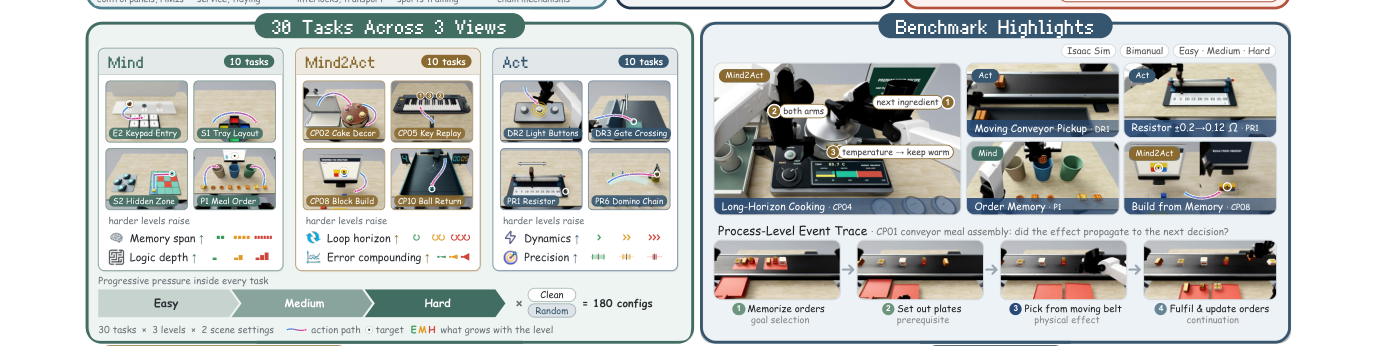 30 Tasks Across 3 Views
Mind
10 tasks
E2 Keypad Entry
S1 Tray Layout
S2 Hidden Zone
P1 Meal Order
harder levels raise
Memory span ↑
Logic depth ↑
Mind2Act
10 tasks
CP02 Cake Decor
CP05 Key Replay
CP08 Block Build
CP10 Ball Return
harder levels raise
Loop horizon ↑
Error compounding ↑
Act
10 tasks
DR2 Light Buttons
DR3 Gate Crossing
PR1 Resistor
PR6 Domino Chain
harder levels raise
Dynamics ↑
Precision ↑
Progressive pressure inside every task
Easy
Medium
Hard
×
Clean
Random
= 180 configs
30 tasks × 3 levels × 2 scene settings
action path
target
E M H what grows with the level
Benchmark Highlights
Isaac Sim
Bimanual
Easy · Medium · Hard
Mind2Act
2 both arms
next ingredient 1
3 temperature → keep warm
Long-Horizon Cooking · CP04
Act
Moving Conveyor Pickup · DR1
Act
Resistor ±0.2→0.12 Ω · PR1
Mind
Order Memory · P1
Mind2Act
Build from Memory · CP08
Process-Level Event Trace · CP01 conveyor meal assembly: did the effect propagate to the next decision?
1 Memorize orders
goal selection
2 Set out plates
prerequisite
3 Pick from moving belt
physical effect
4 Fulfil & update orders
continuation